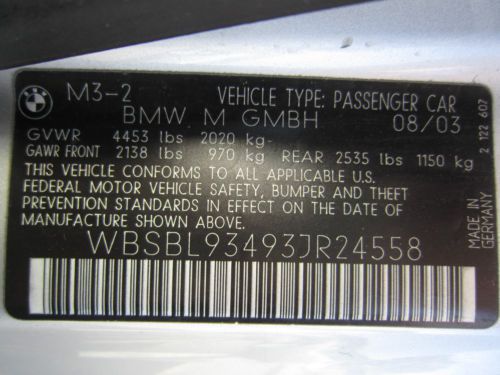 BMW
M3-2 VEHICLE TYPE: PASSENGER CAR
BMW M GMBH 08/03
GVWR 4453 lbs 2020 kg
GAWR FRONT 2138 lbs 970 kg REAR 2535 lbs 1150 kg
THIS VEHICLE CONFORMS TO ALL APPLICABLE U.S.
FEDERAL MOTOR VEHICLE SAFETY, BUMPER AND THEFT
PREVENTION STANDARDS IN EFFECT ON THE DATE OF
MANUFACTURE SHOWN ABOVE.
WBSBL93493JR24558
2 122 607
MADE IN
GERMANY